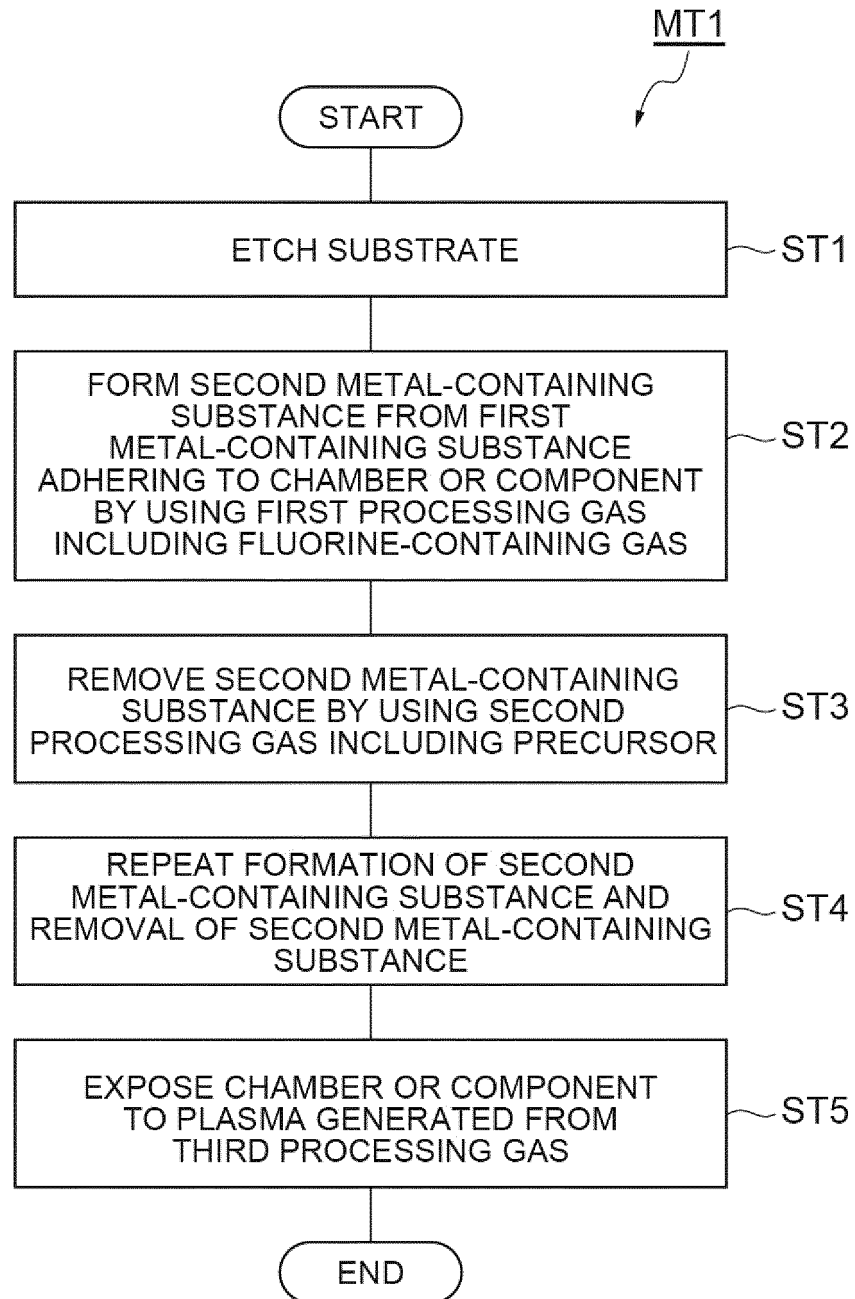 MT1
START
ETCH SUBSTRATE
ST1
FORM SECOND METAL-CONTAINING
SUBSTANCE FROM FIRST
METAL-CONTAINING SUBSTANCE
ADHERING TO CHAMBER OR COMPONENT
BY USING FIRST PROCESSING GAS
INCLUDING FLUORINE-CONTAINING GAS
ST2
REMOVE SECOND METAL-CONTAINING
SUBSTANCE BY USING SECOND
PROCESSING GAS INCLUDING PRECURSOR
ST3
REPEAT FORMATION OF SECOND
METAL-CONTAINING SUBSTANCE AND
REMOVAL OF SECOND METAL-CONTAINING
SUBSTANCE
ST4
EXPOSE CHAMBER OR COMPONENT
TO PLASMA GENERATED FROM
THIRD PROCESSING GAS
ST5
END